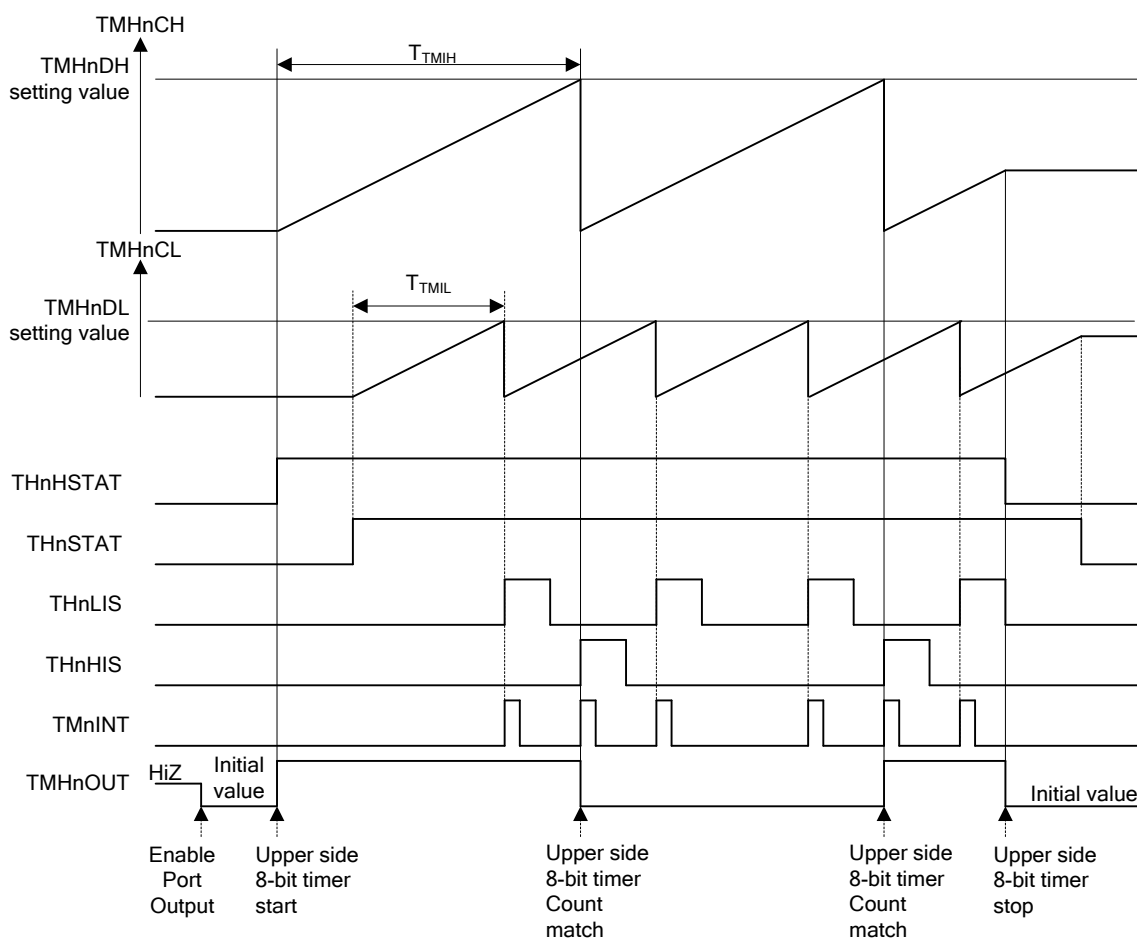 TMHnCH
TMHnDH
setting value
TTMIH
TMHnCL
TMHnDL
setting value
TTMIL
THnHSTAT
THnSTAT
THnLIS
THnHIS
TMnINT
TMHnOUT
HiZ
Initial
value
Initial value
Enable
Port
Output
Upper side
8-bit timer
start
Upper side
8-bit timer
Count
match
Upper side
8-bit timer
Count
match
Upper side
8-bit timer
stop